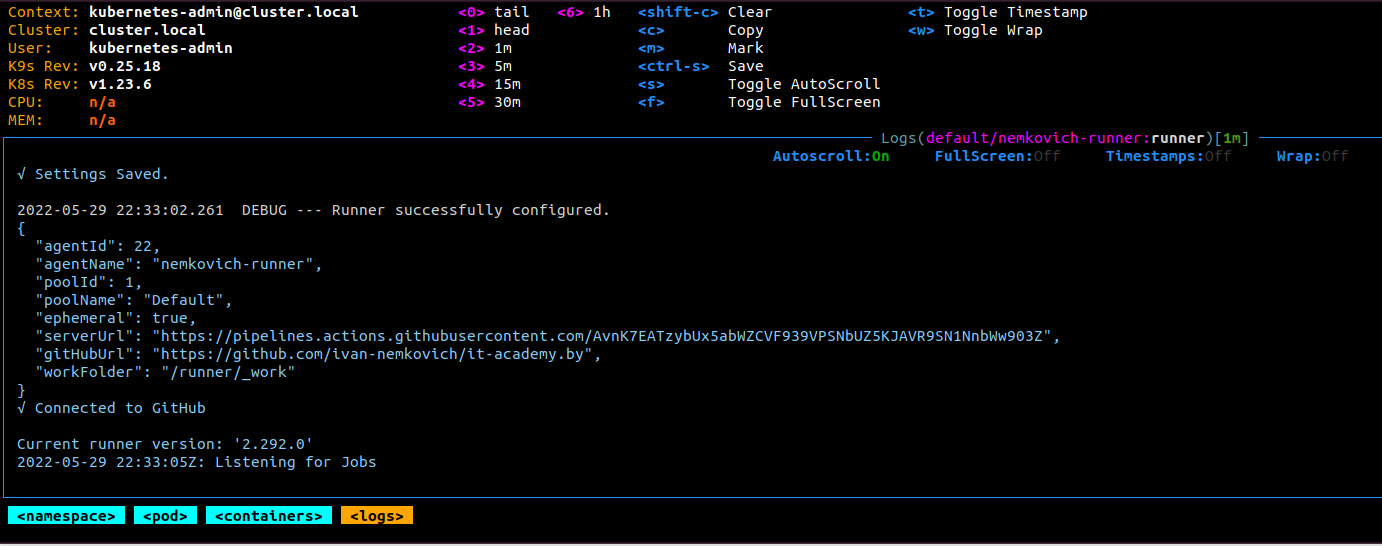 Context: kubernetes-admin@cluster.local <0> tail <6> 1h <shift-c> Clear <t> Toggle Timestamp
Cluster: cluster.local <1> head <c> Copy <w> Toggle Wrap
User: kubernetes-admin <2> 1m <m> Mark
K9s Rev: v0.25.18 <3> 5m <ctrl-s> Save
K8s Rev: v1.23.6 <4> 15m <s> Toggle AutoScroll
CPU: n/a <5> 30m <f> Toggle FullScreen
MEM: n/a
Logs(default/nemkovich-runner:runner)[1m]
Autoscroll:On FullScreen:Off Timestamps:Off Wrap:Off
√ Settings Saved.
2022-05-29 22:33:02.261 DEBUG --- Runner successfully configured.
{
"agentId": 22,
"agentName": "nemkovich-runner",
"poolId": 1,
"poolName": "Default",
"ephemeral": true,
"serverUrl": "https://pipelines.actions.githubusercontent.com/AvnK7EATzybUx5abWZCVF939VPSNbUZ5KJAVR9SN1NnbWw903Z",
"gitHubUrl": "https://github.com/ivan-nemkovich/it-academy.by",
"workFolder": "/runner/_work"
}
√ Connected to GitHub
Current runner version: '2.292.0'
2022-05-29 22:33:05Z: Listening for Jobs
<namespace> <pod> <containers> <logs>